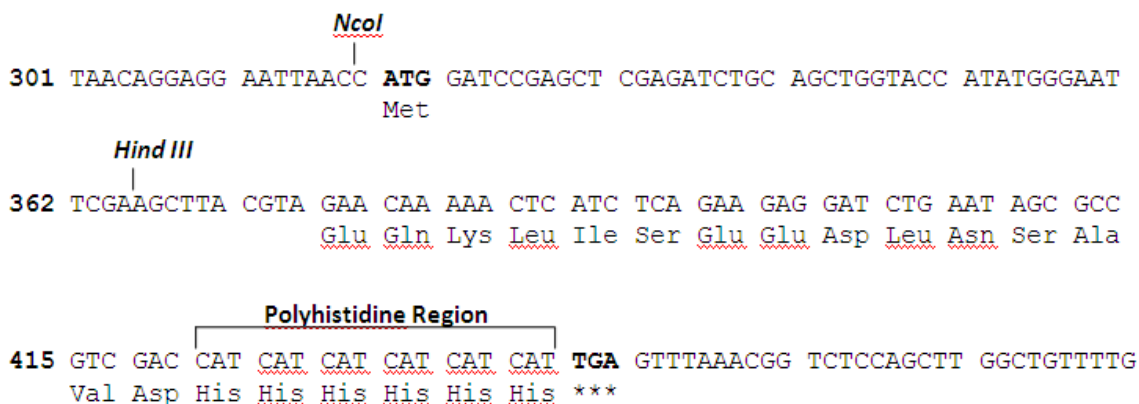 NcoI
301 TAACAGGAGG AATTAACC ATG GATCCGAGCT CGAGATCTGC AGCTGGTACC ATATGGGAAT
Met
Hind III
362 TCGAAGCTTA CGTA GAA CAA AAA CTC ATC TCA GAA GAG GAT CTG AAT AGC GCC
Glu Gln Lys Leu Ile Ser Glu Glu Asp Leu Asn Ser Ala
Polyhistidine Region
415 GTC GAC CAT CAT CAT CAT CAT CAT TGA GTTTAAACGG TCTCCAGCTT GGCTGTTTTG
Val Asp His His His His His His ***